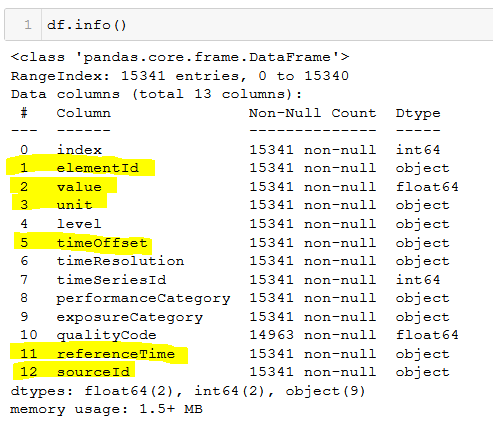 1 df.info()
<class 'pandas.core.frame.DataFrame'>
RangeIndex: 15341 entries, 0 to 15340
Data columns (total 13 columns):
 #   Column               Non-Null Count  Dtype
---  ------               --------------  -----
 0   index                15341 non-null  int64
 1   elementId            15341 non-null  object
 2   value                15341 non-null  float64
 3   unit                 15341 non-null  object
 4   level                15341 non-null  object
 5   timeOffset           15341 non-null  object
 6   timeResolution       15341 non-null  object
 7   timeSeriesId         15341 non-null  int64
 8   performanceCategory  15341 non-null  object
 9   exposureCategory     15341 non-null  object
 10  qualityCode          14963 non-null  float64
 11  referenceTime        15341 non-null  object
 12  sourceId             15341 non-null  object
dtypes: float64(2), int64(2), object(9)
memory usage: 1.5+ MB